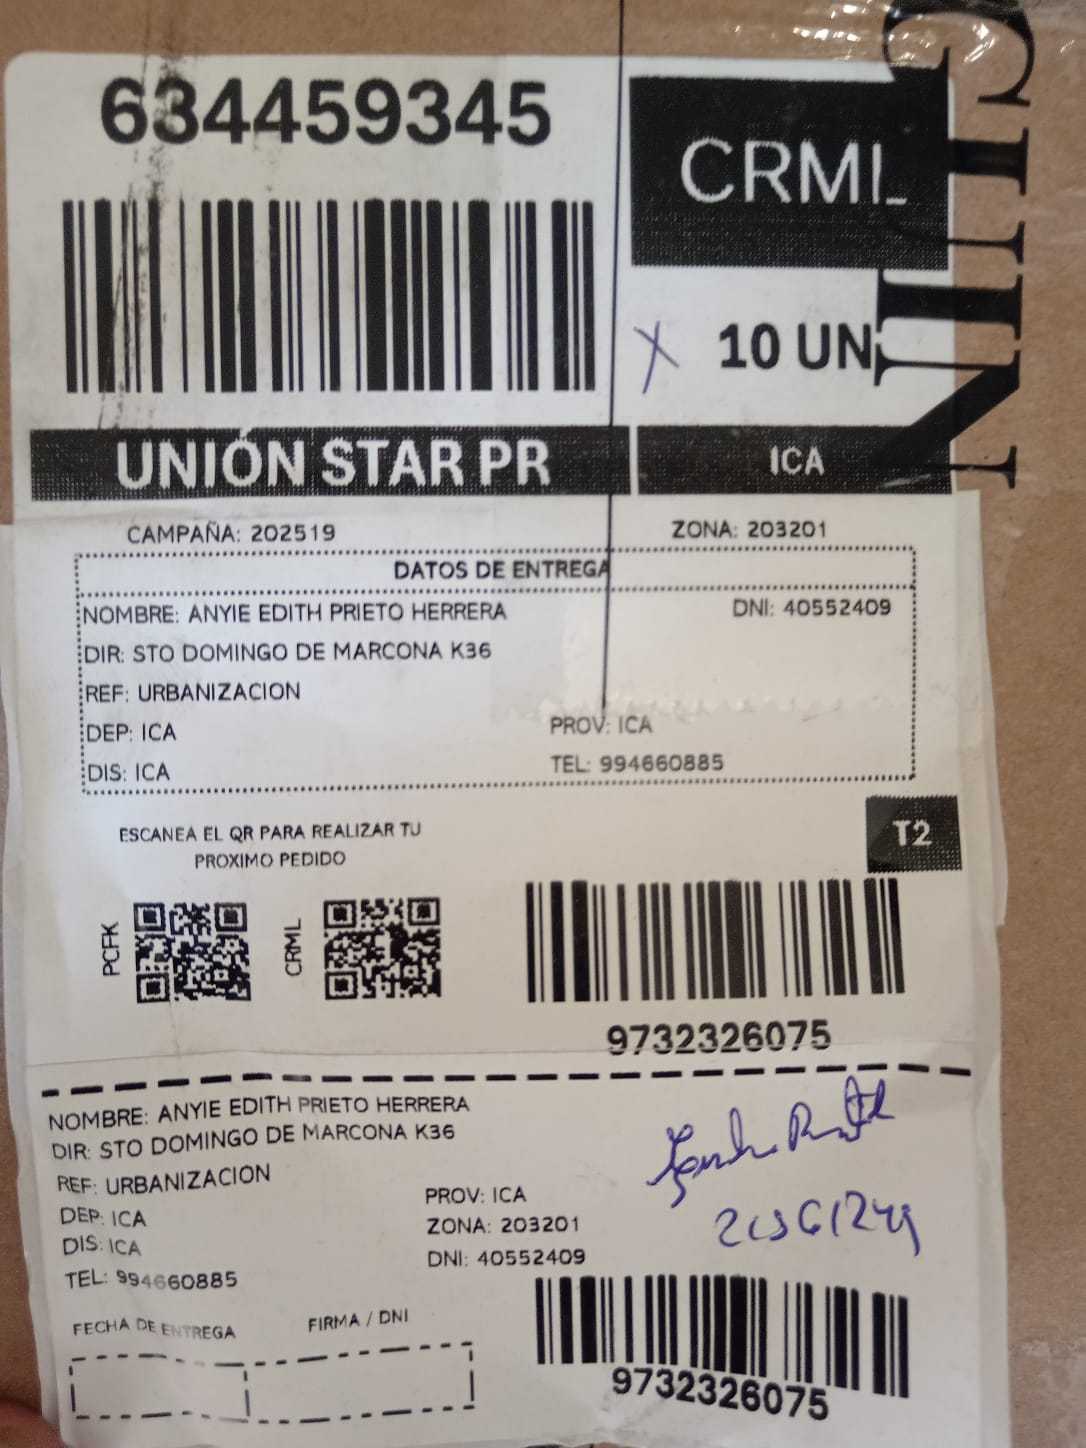 634459345
CRML
10 UN
UNIÓN STAR PR
ICA
CAMPAÑA: 202519
ZONA: 203201
DATOS DE ENTREGA
NOMBRE: ANYIE EDITH PRIETO HERRERA
DNI: 40552409
DIR: STO DOMINGO DE MARCONA K36
REF: URBANIZACION
DEP: ICA
PROV: ICA
DIS: ICA
TEL: 994660885
ESCANEA EL QR PARA REALIZAR TU
PROXIMO PEDIDO
T2
PCFK
CRML
9732326075
NOMBRE: ANYIE EDITH PRIETO HERRERA
DIR: STO DOMINGO DE MARCONA K36
REF: URBANIZACION
DEP: ICA
PROV: ICA
DIS: ICA
ZONA: 203201
TEL: 994660885
DNI: 40552409
FECHA DE ENTREGA
FIRMA / DNI
9732326075